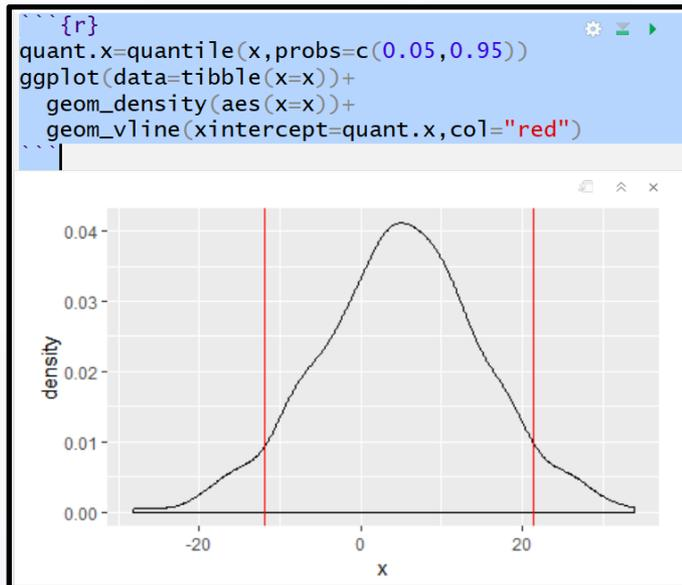 ```{r}
quant.x=quantile(x,probs=c(0.05,0.95))
ggplot(data=tibble(x=x))+
  geom_density(aes(x=x))+
  geom_vline(xintercept=quant.x,col="red")
```
0.04
0.03
0.02
0.01
0.00
density
-20 0 20
x